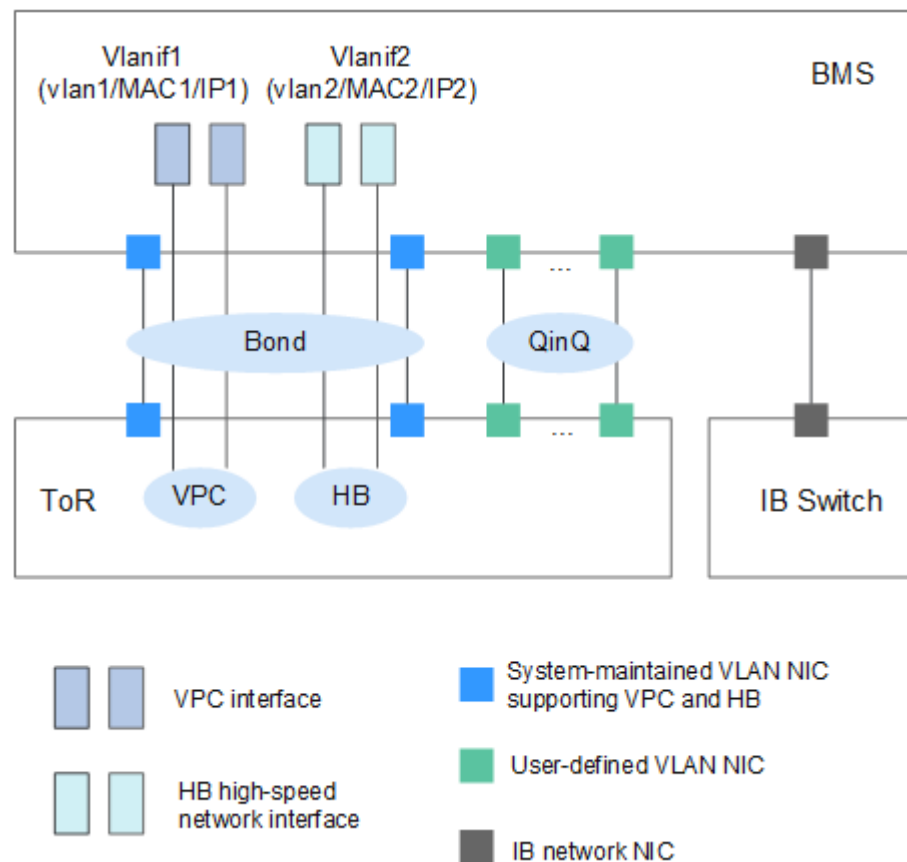 Vlanif1
(vlan1/MAC1/IP1)
Vlanif2
(vlan2/MAC2/IP2)
BMS
...
Bond
QinQ
...
ToR
VPC
HB
IB Switch
VPC interface
HB high-speed
network interface
System-maintained VLAN NIC
supporting VPC and HB
User-defined VLAN NIC
IB network NIC